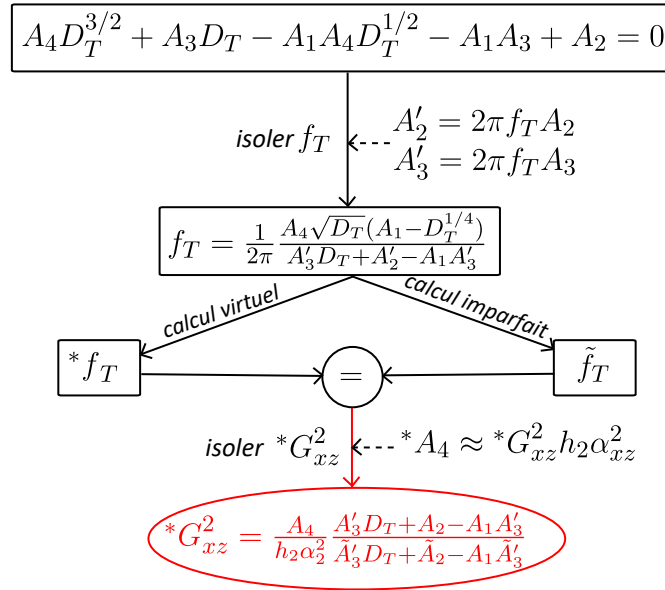 A_4 D_T^{3/2} + A_3 D_T − A_1 A_4 D_T^{1/2} − A_1 A_3 + A_2 = 0
isoler f_T
A'_2 = 2π f_T A_2
A'_3 = 2π f_T A_3
f_T = \frac{1}{2π} \frac{A_4 \sqrt{D_T} (A_1 − D_T^{1/4})}{A'_3 D_T + A'_2 − A_1 A'_3}
calcul virtuel
calcul imparfait
^* f_T
=
\tilde{f}_T
isoler ^*G_{xz}^2
^*A_4 ≈ ^*G_{xz}^2 h_2 α_{xz}^2
^*G_{xz}^2 = \frac{A_4}{h_2 α_2^2} \frac{A'_3 D_T + A_2 − A_1 A'_3}{\tilde{A}'_3 D_T + \tilde{A}_2 − A_1 \tilde{A}'_3}